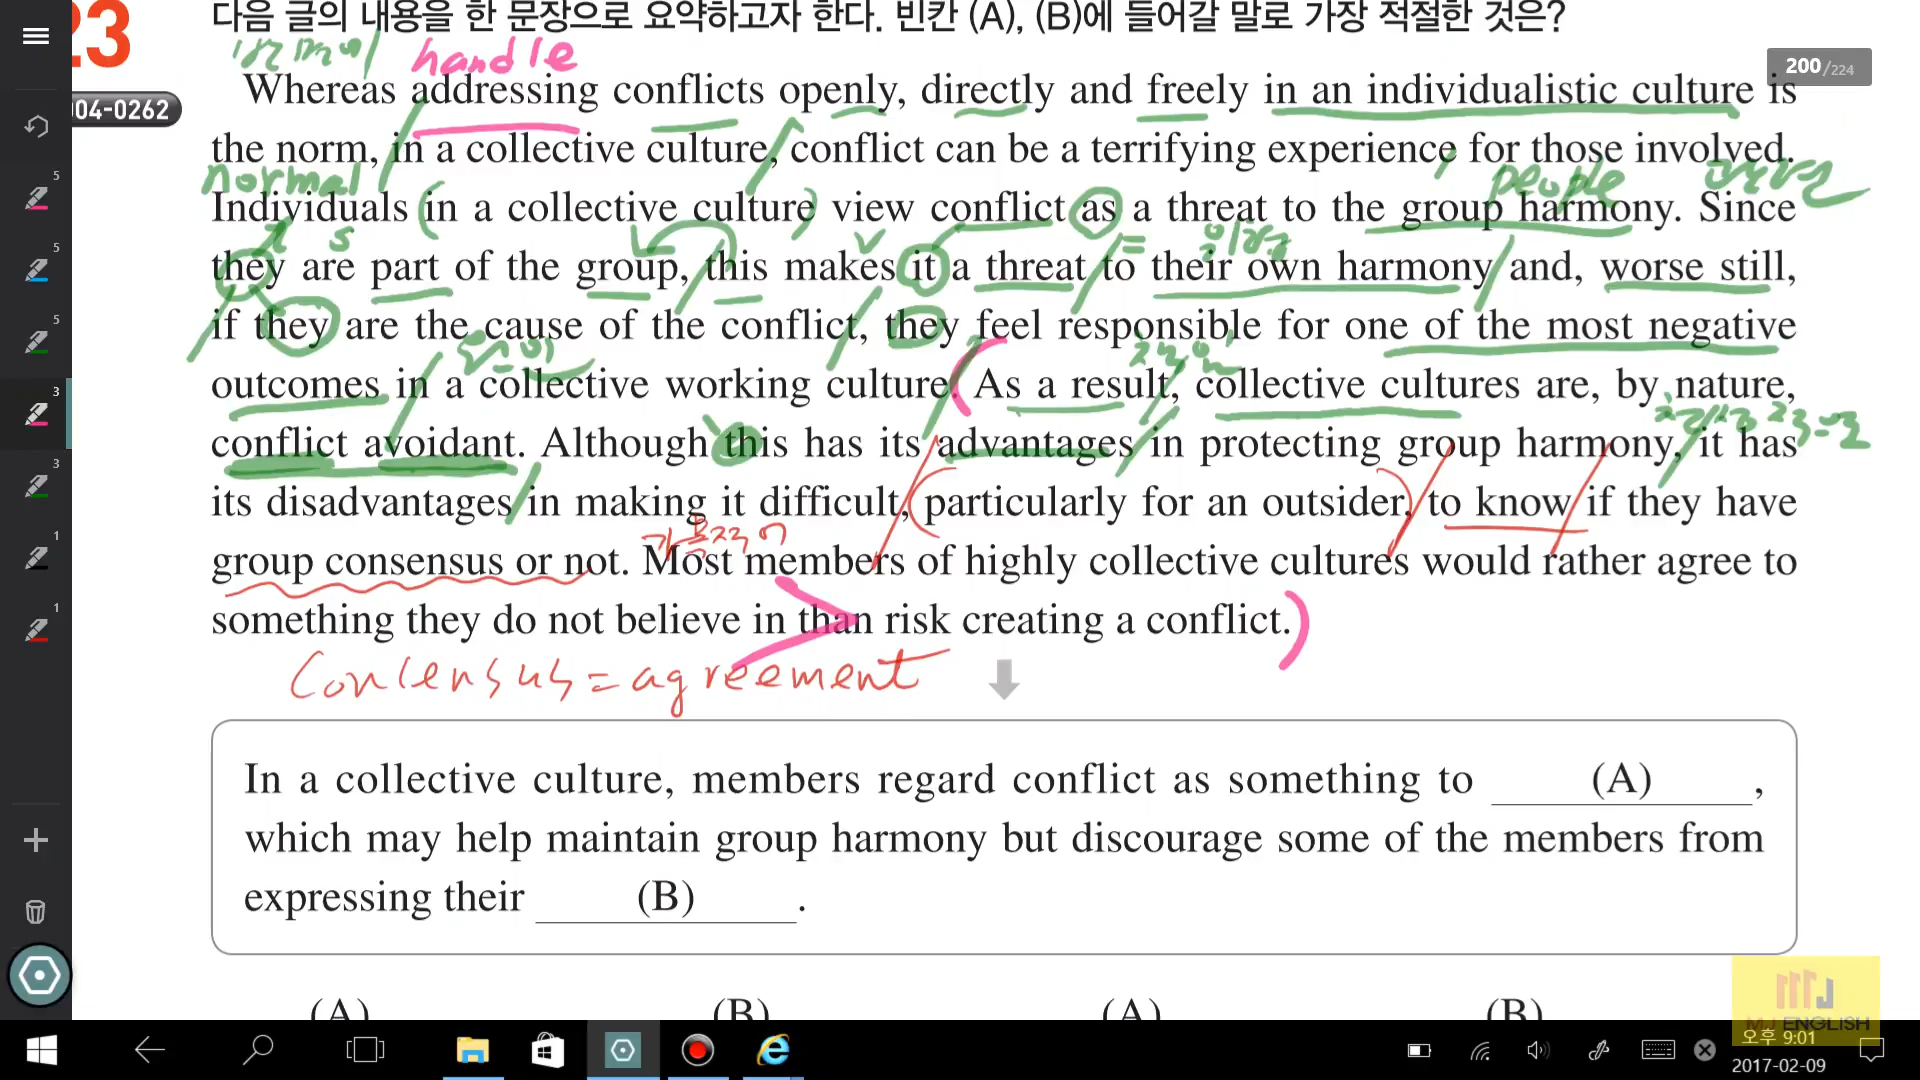 23
다음 글의 내용을 한 문장으로 요약하고자 한다. 빈칸 (A), (B)에 들어갈 말로 가장 적절한 것은?
handle
200/224
04-0262
Whereas addressing conflicts openly, directly and freely in an individualistic culture is
the norm, in a collective culture, conflict can be a terrifying experience for those involved.
normal
people
Individuals (in a collective culture) view conflict as a threat to the group harmony. Since
s
v
=
they are part of the group, this makes it a threat to their own harmony and, worse still,
if they are the cause of the conflict, they feel responsible for one of the most negative
outcomes in a collective working culture. As a result, collective cultures are, by nature,
conflict avoidant. Although this has its advantages in protecting group harmony, it has
its disadvantages in making it difficult, (particularly for an outsider), to know if they have
group consensus or not. Most members of highly collective cultures would rather agree to
something they do not believe in than risk creating a conflict.
Consensus = agreement
In a collective culture, members regard conflict as something to (A) ,
which may help maintain group harmony but discourage some of the members from
expressing their (B) .
(A) (B) (A) (B)
5
5
5
3
3
1
1
MJ ENGLISH
오후 9:01
2017-02-09